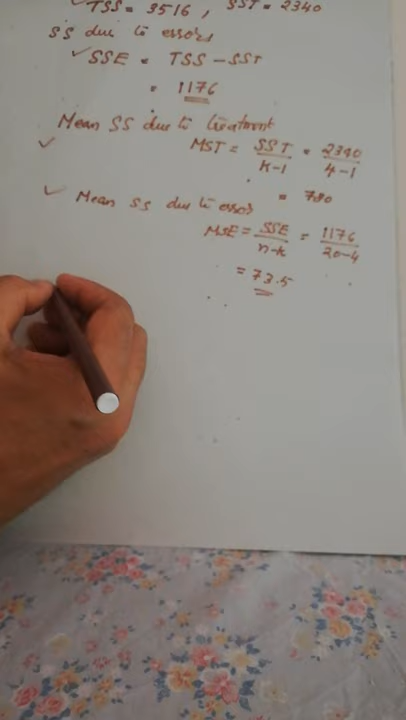 TSS = 3516, SST = 2340
SS due to errors
✓ SSE = TSS - SST
= 1176
Mean SS due to treatment
✓ MST = SST / K-1 = 2340 / 4-1
= 780
✓ Mean SS due to error
MSE = SSE / n-k = 1176 / 20-4
= 73.5